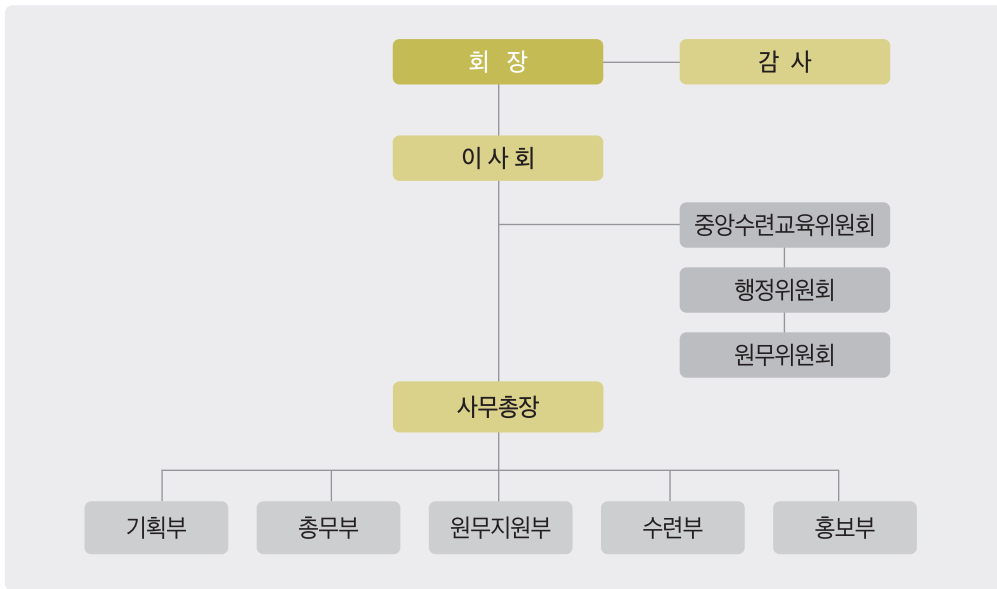 회 장
감 사
이 사 회
중앙수련교육위원회
행정위원회
원무위원회
사무총장
기획부
총무부
원무지원부
수련부
홍보부